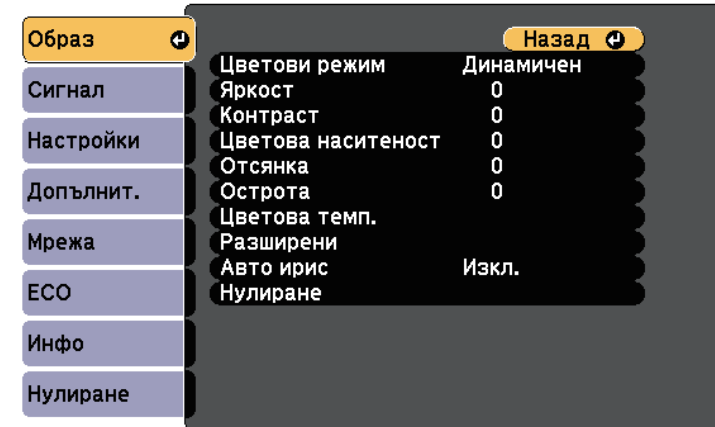 Образ
Сигнал
Настройки
Допълнит.
Мрежа
ECO
Инфо
Нулиране
Назад
Цветови режим Динамичен
Яркост 0
Контраст 0
Цветова наситеност 0
Отсянка 0
Острота 0
Цветова темп.
Разширени
Авто ирис Изкл.
Нулиране